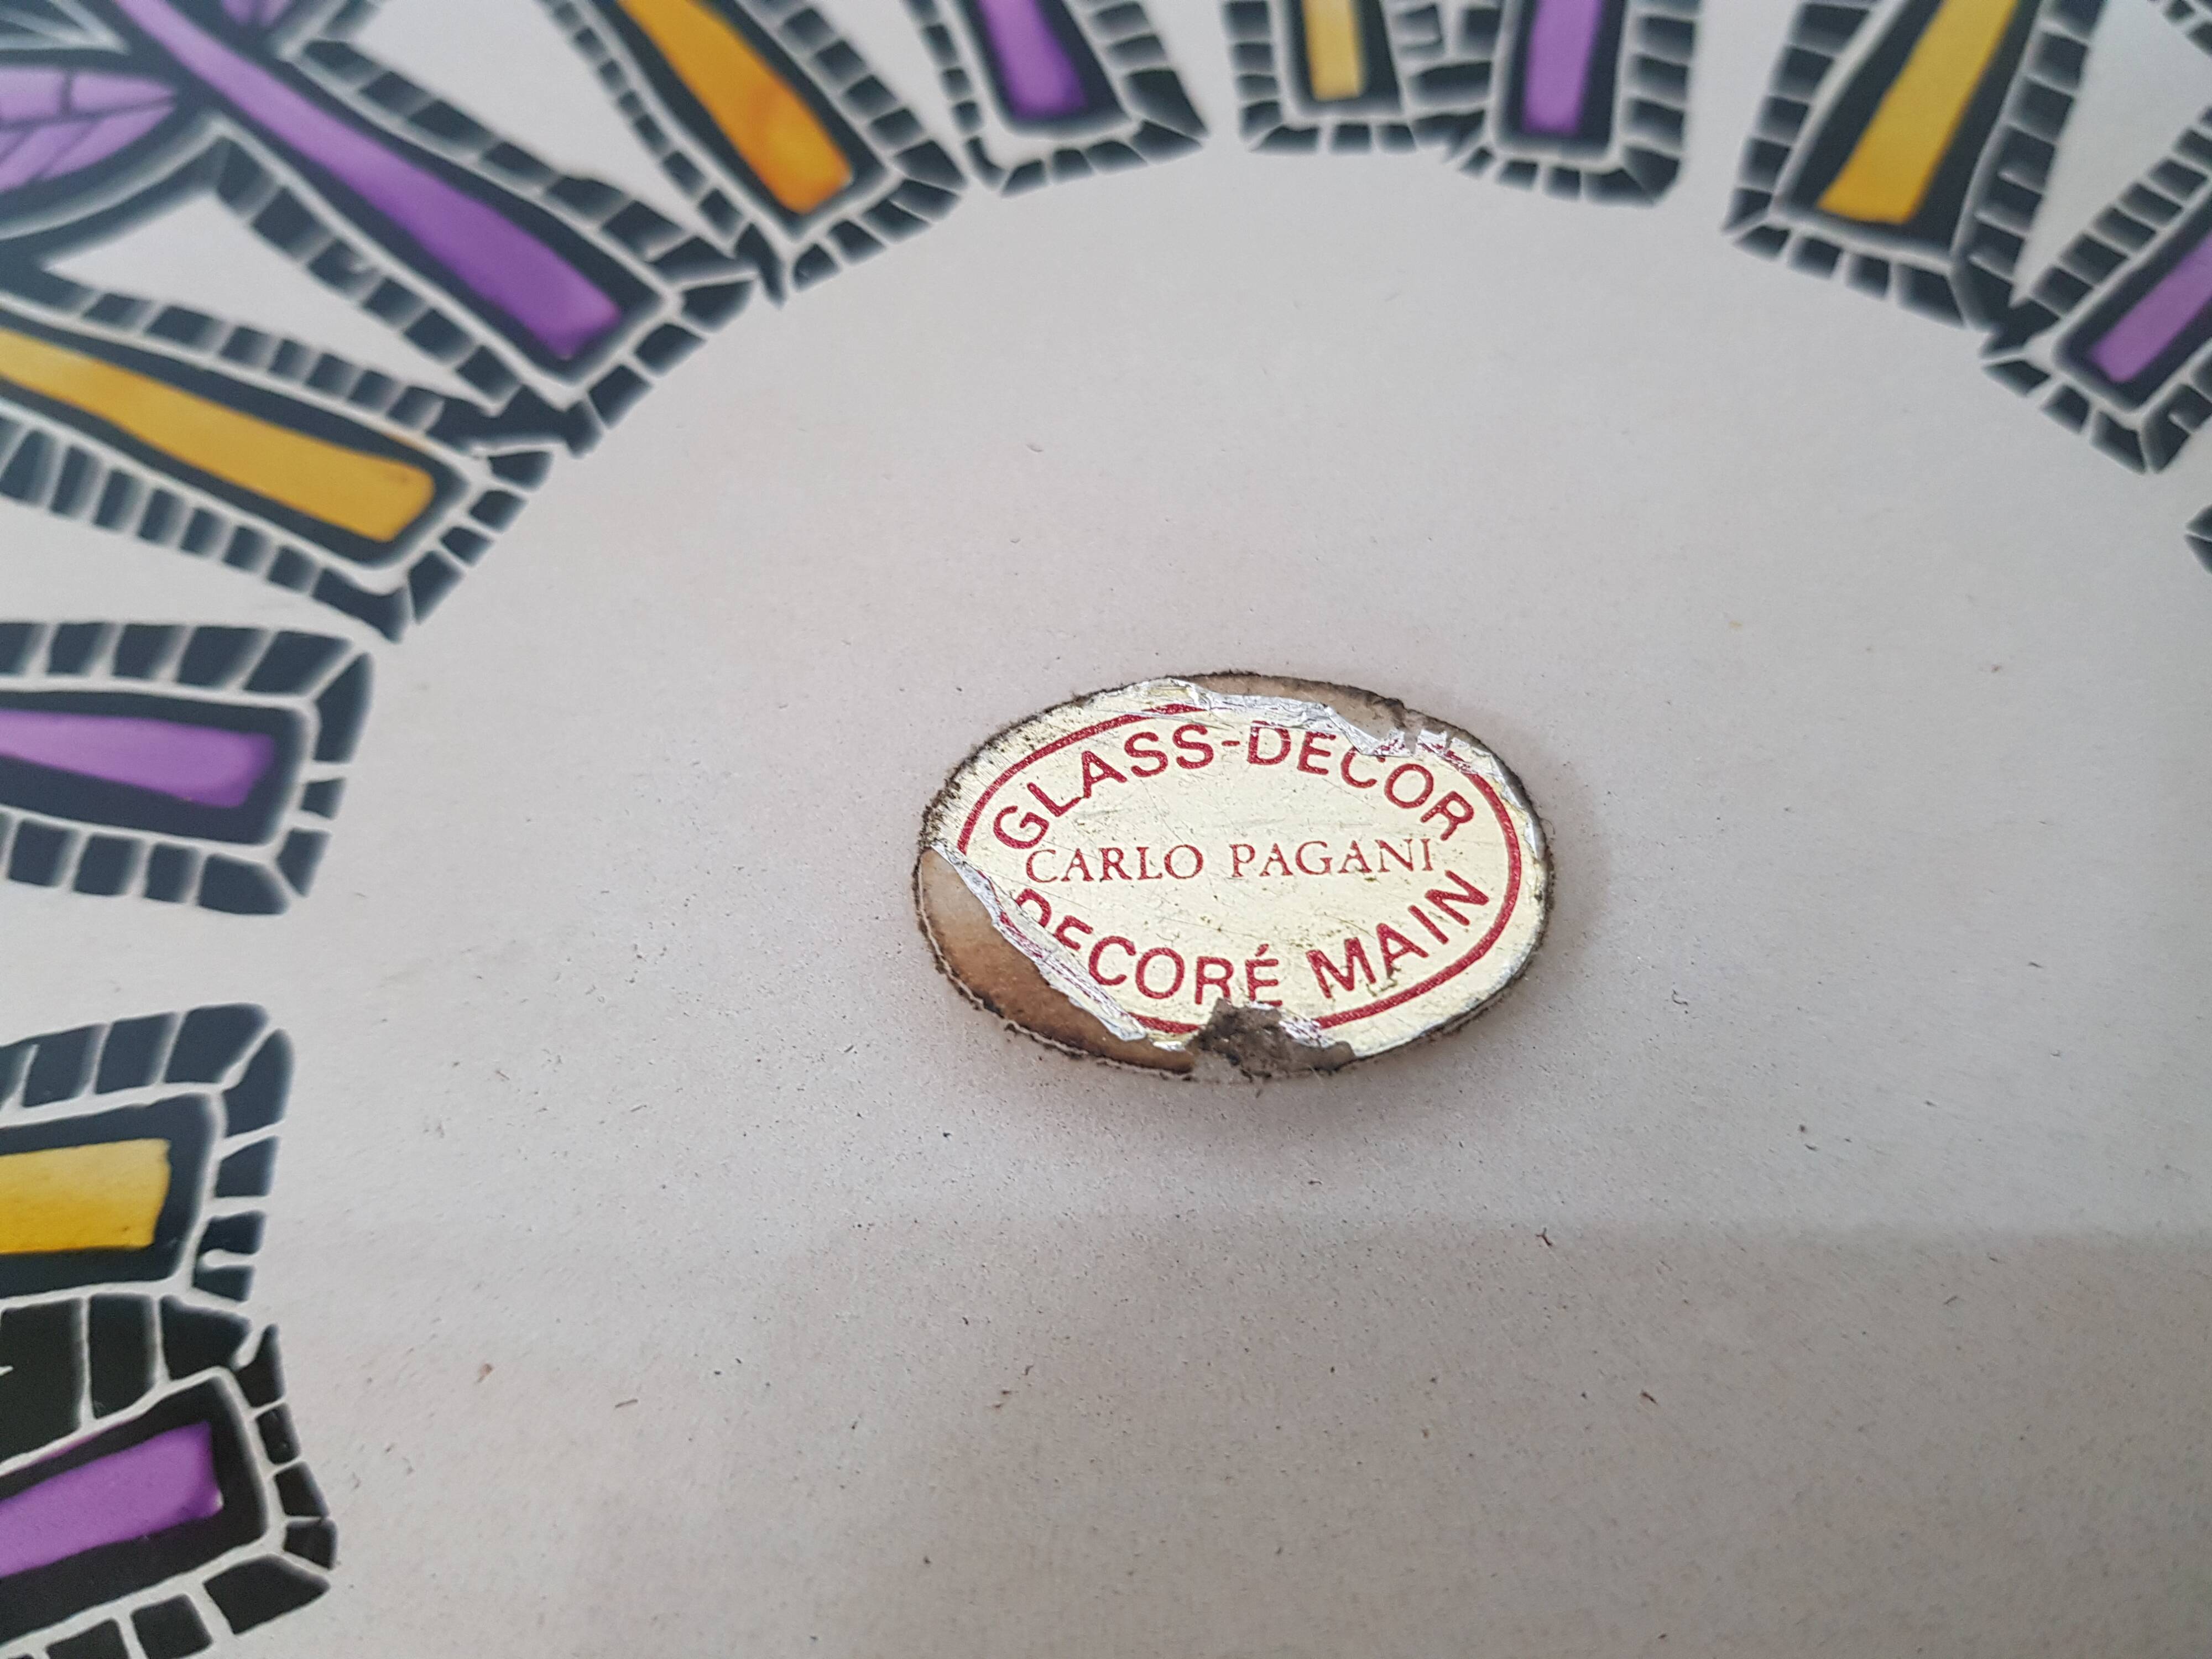 GLASS-DECOR
CARLO PAGANI
DECORÉ MAIN